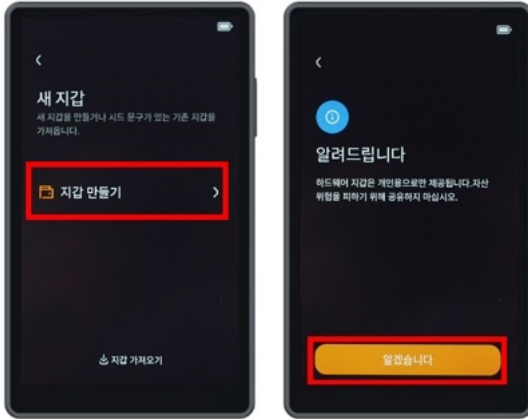 새 지갑
새 지갑을 만들거나 시드 문구가 있는 기존 지갑을
가져옵니다.
지갑 만들기
지갑 가져오기
알려드립니다
하드웨어 지갑은 개인용으로만 제공됩니다.자산
위험을 피하기 위해 공유하지 마십시오.
알겠습니다